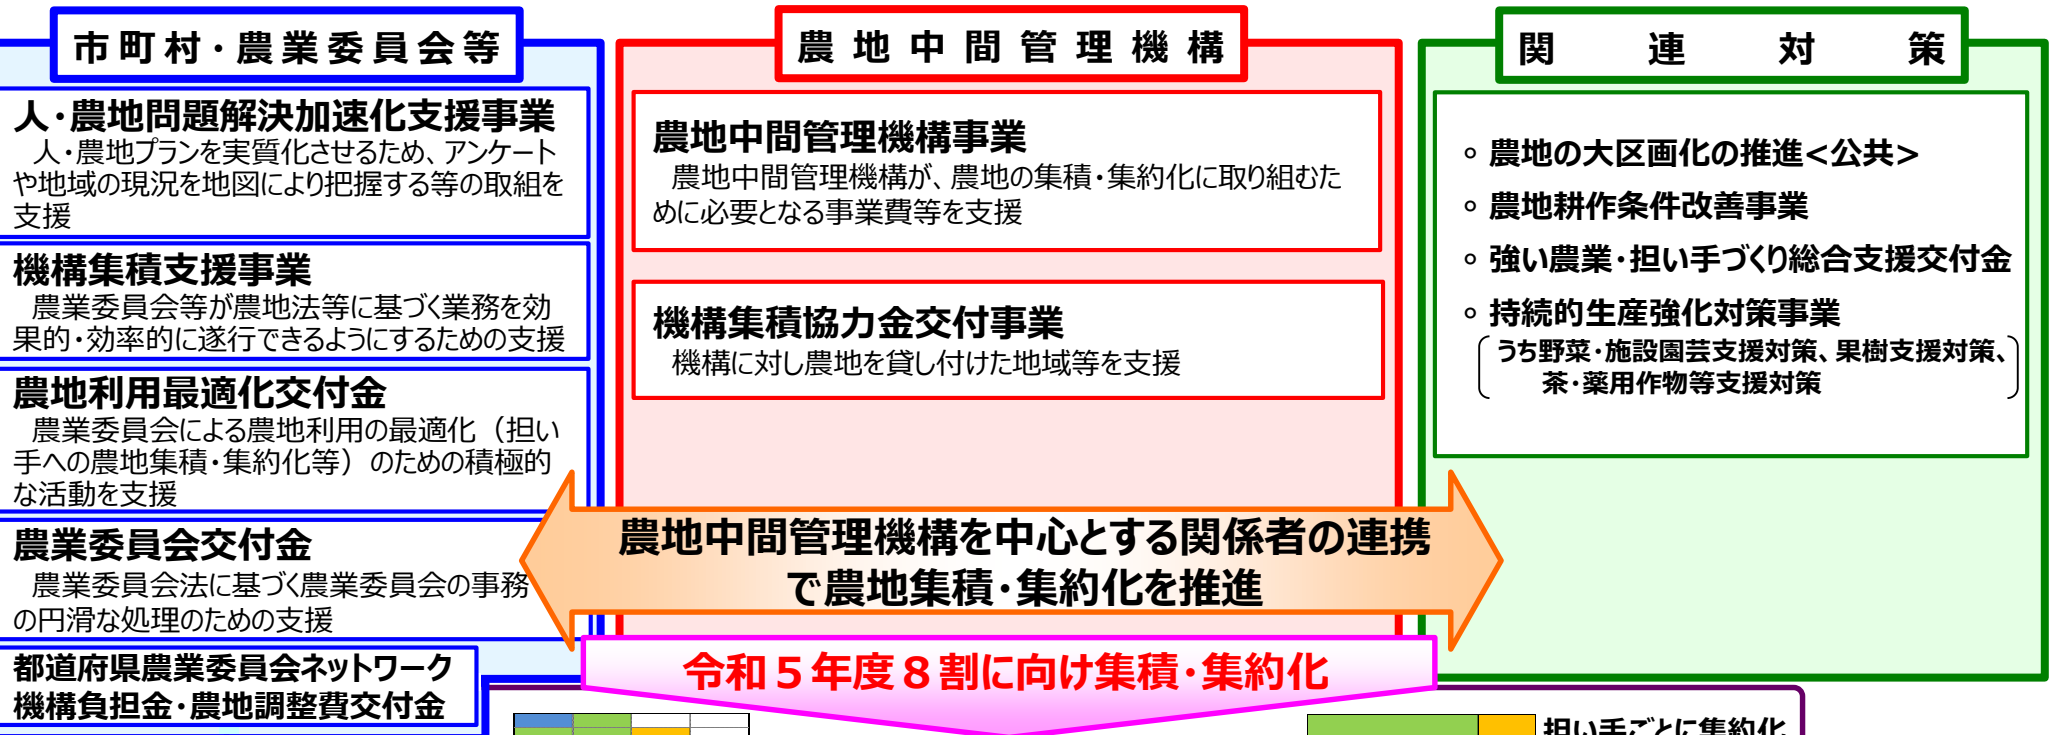 市町村・農業委員会等
人・農地問題解決加速化支援事業
人・農地プランを実質化させるため、アンケート
や地域の現況を地図により把握する等の取組を
支援
機構集積支援事業
農業委員会等が農地法等に基づく業務を効
果的・効率的に遂行できるようにするための支援
農地利用最適化交付金
農業委員会による農地利用の最適化（担い
手への農地集積・集約化等）のための積極的
な活動を支援
農業委員会交付金
農業委員会法に基づく農業委員会の事務
の円滑な処理のための支援
都道府県農業委員会ネットワーク
機構負担金・農地調整費交付金
農地中間管理機構
農地中間管理機構事業
農地中間管理機構が、農地の集積・集約化に取り組むた
めに必要となる事業費等を支援
機構集積協力金交付事業
機構に対し農地を貸し付けた地域等を支援
関連対策
○ 農地の大区画化の推進<公共>
○ 農地耕作条件改善事業
○ 強い農業・担い手づくり総合支援交付金
○ 持続的生産強化対策事業
うち野菜・施設園芸支援対策、果樹支援対策、
茶・薬用作物等支援対策
農地中間管理機構を中心とする関係者の連携
で農地集積・集約化を推進
令和５年度８割に向け集積・集約化
担い手ごとに集約化